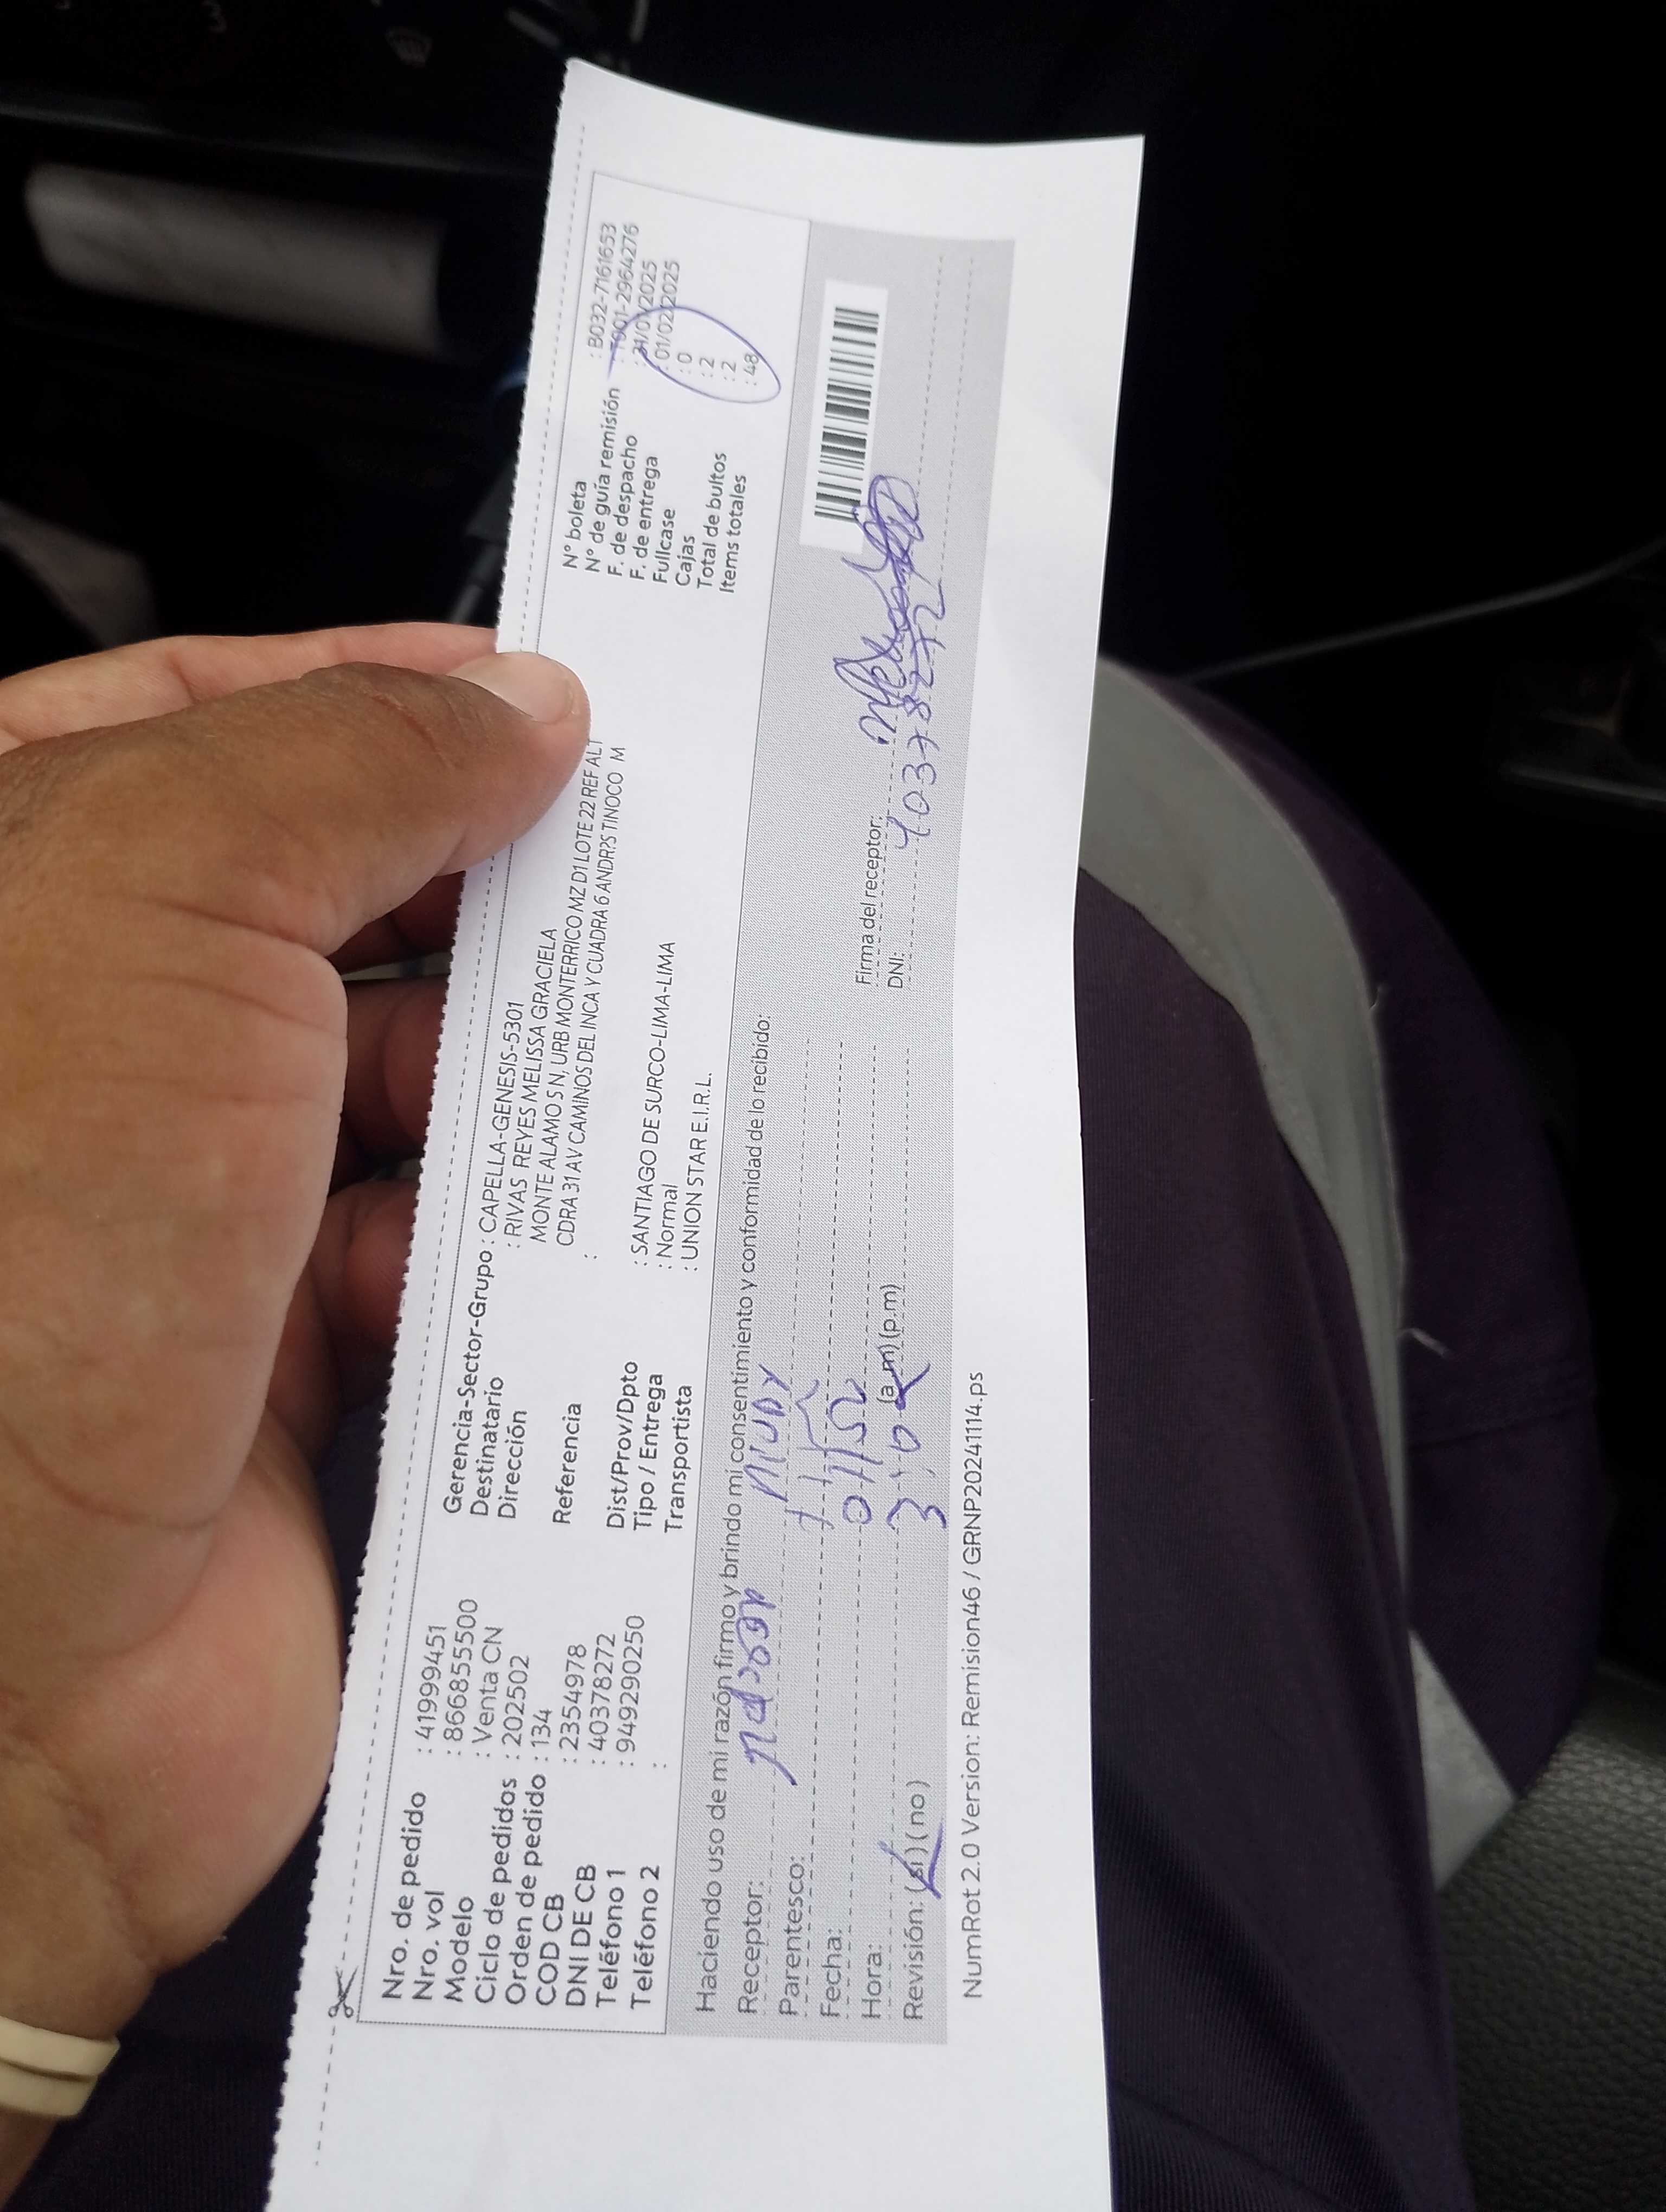 Nro. de pedido : 41999451
Nro. vol : 866855500
Modelo : Venta CN
Ciclo de pedidos : 202502
Orden de pedido : 134
COD CB : 2354978
DNI DE CB : 40378272
Teléfono 1 : 949290250
Teléfono 2 :
Gerencia-Sector-Grupo : CAPELLA-GENESIS-5301
Destinatario : RIVAS REYES MELISSA GRACIELA
Dirección MONTE ALAMO S N, URB MONTERRICO MZ D1 LOTE 22 REF ALT
CDRA 31 AV CAMINOS DEL INCA Y CUADRA 6 ANDR?S TINOCO M
Referencia :
Dist/Prov/Dpto : SANTIAGO DE SURCO-LIMA-LIMA
Tipo / Entrega : Normal
Transportista : UNION STAR E.I.R.L.
N° boleta : B032-7161653
N° de guía remisión : T001-2964276
F. de despacho : 31/01/2025
F. de entrega : 01/02/2025
Fullcase : 0
Cajas : 2
Total de bultos : 2
Items totales : 48
Haciendo uso de mi razón firmo y brindo mi consentimiento y conformidad de lo recibido:
Receptor:
Parentesco:
Fecha:
Hora: 3 (a.m) (p.m)
Revisión: (si) (no)
Firma del receptor:
DNI: 40378272
NumRot 2.0 Version: Remision46 / GRNP20241114.ps